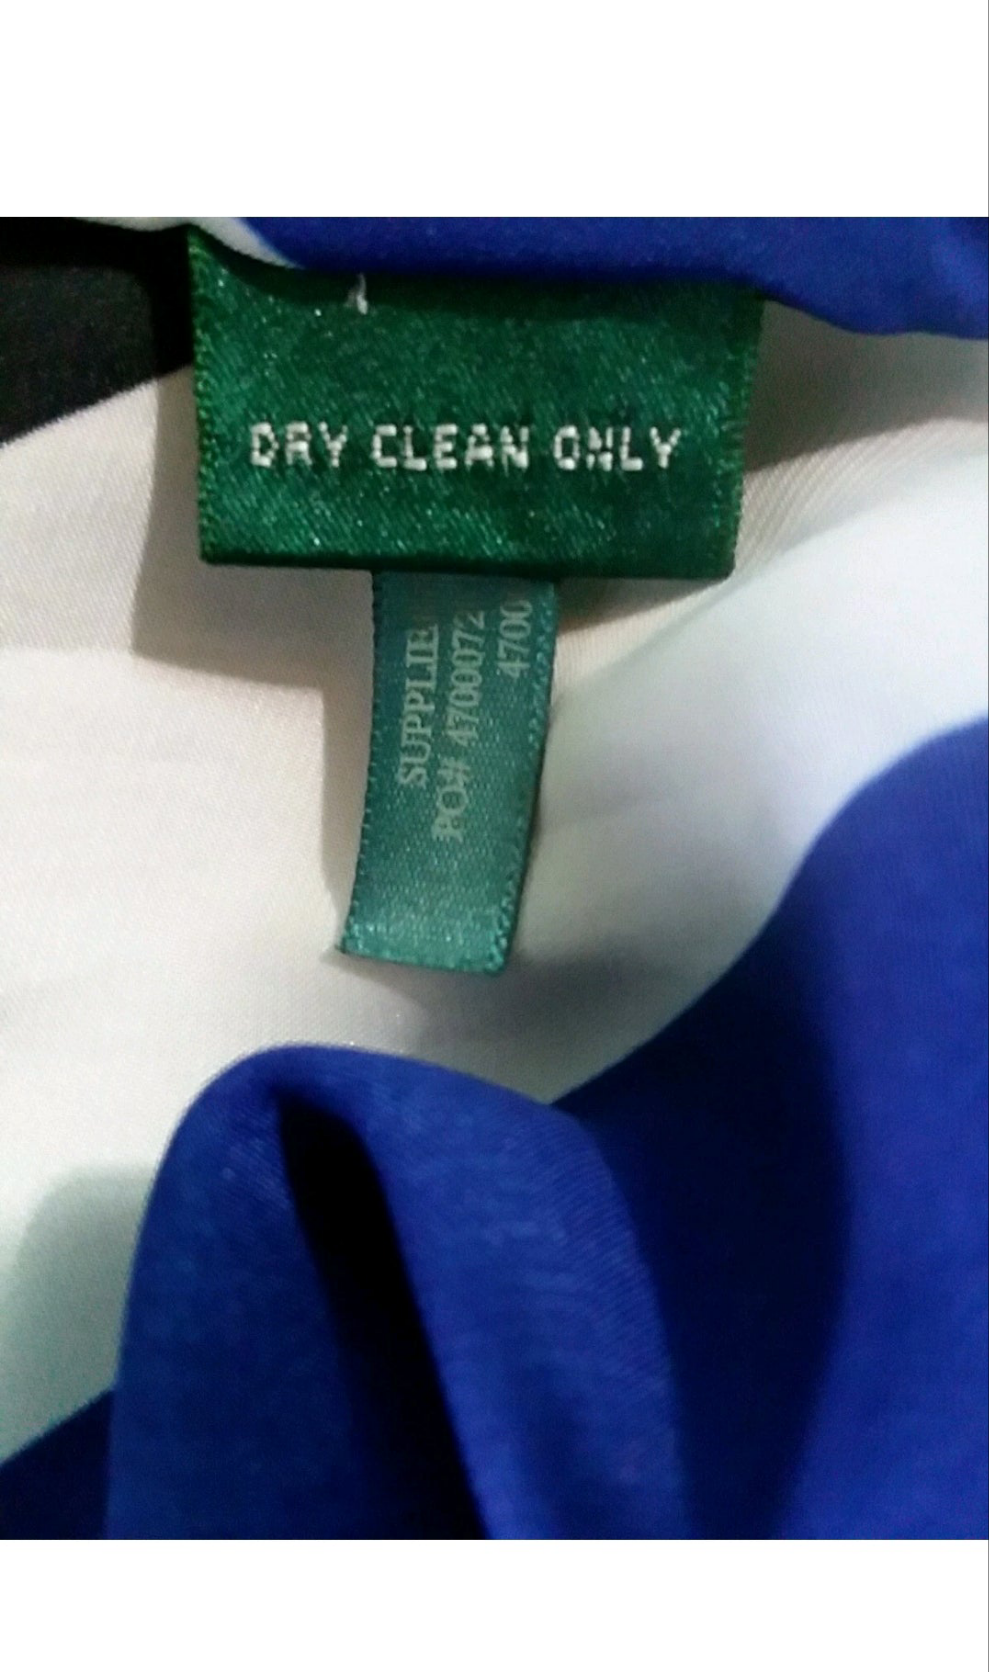 DRY CLEAN ONLY
SUPPLIE
PO# 4700072
4700